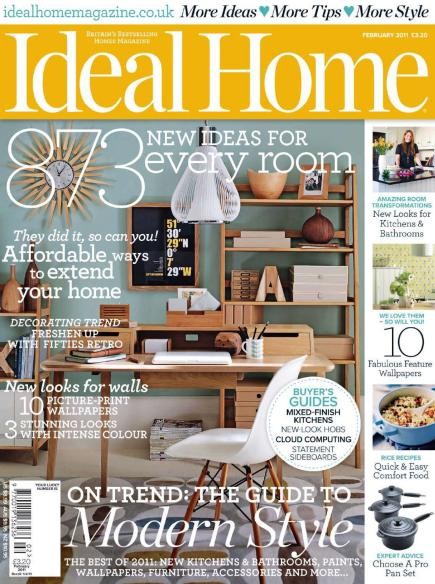 idealhomemagazine.co.uk More Ideas ♥ More Tips ♥ More Style
BRITAIN'S BESTSELLING
HOMES MAGAZINE
FEBRUARY 2011 £3.20
Ideal Home
873 NEW IDEAS FOR
every room
They did it, so can you!
Affordable ways
to extend
your home
51°
30'
29"N
0°
7'
29"W
A
DECORATING TREND
FRESHEN UP
WITH FIFTIES RETRO
New looks for walls
10 PICTURE-PRINT
WALLPAPERS
3 STUNNING LOOKS
WITH INTENSE COLOUR
BUYER'S
GUIDES
MIXED-FINISH
KITCHENS
NEW-LOOK HOBS
CLOUD COMPUTING
STATEMENT
SIDEBOARDS
AMAZING ROOM
TRANSFORMATIONS
New Looks for
Kitchens &
Bathrooms
WE LOVE THEM
– SO WILL YOU!
10
Fabulous Feature
Wallpapers
RICE RECIPES
Quick & Easy
Comfort Food
EXPERT ADVICE
Choose A Pro
Pan Set
YOUR LUCKY
NUMBER IS
ON TREND: THE GUIDE TO
Modern Style
THE BEST OF 2011: NEW KITCHENS & BATHROOMS, PAINTS,
WALLPAPERS, FURNITURE, ACCESSORIES AND MORE...